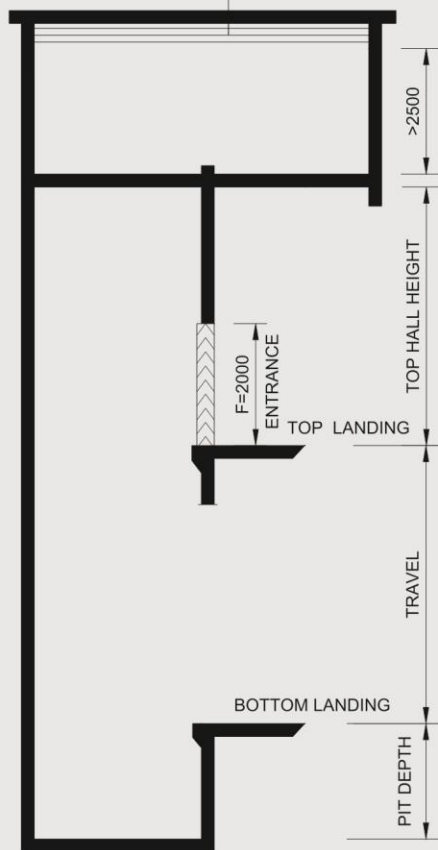 >2500
TOP HALL HEIGHT
F=2000
ENTRANCE
TOP LANDING
TRAVEL
BOTTOM LANDING
PIT DEPTH